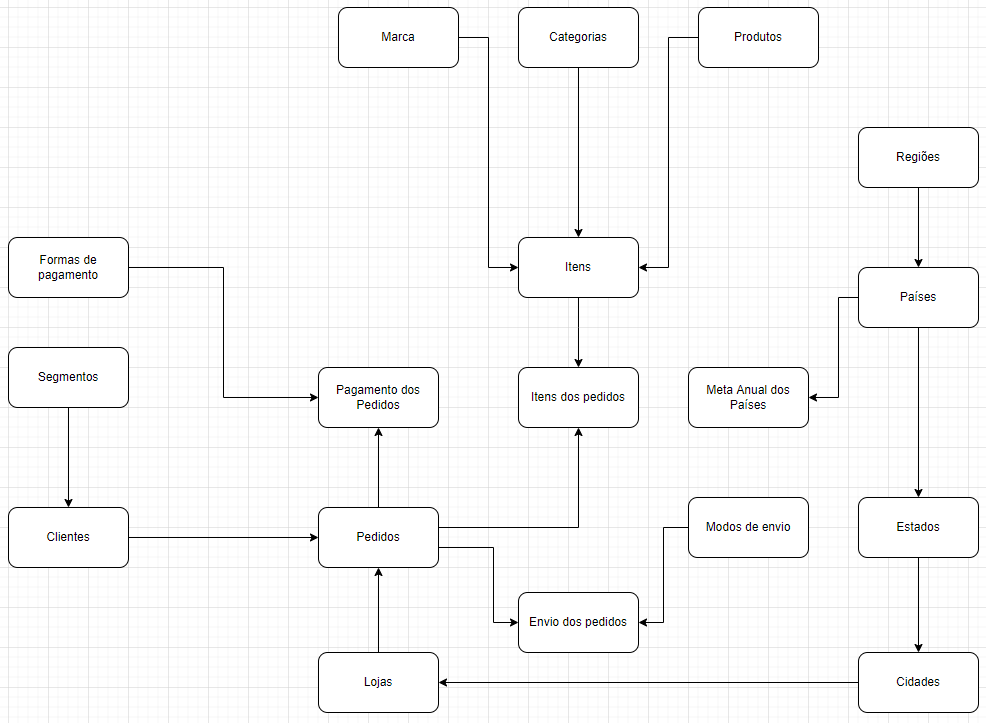 Marca
Categorias
Produtos
Regiões
Formas de
pagamento
Itens
Países
Segmentos
Pagamento dos
Pedidos
Itens dos pedidos
Meta Anual dos
Países
Clientes
Pedidos
Modos de envio
Estados
Envio dos pedidos
Lojas
Cidades